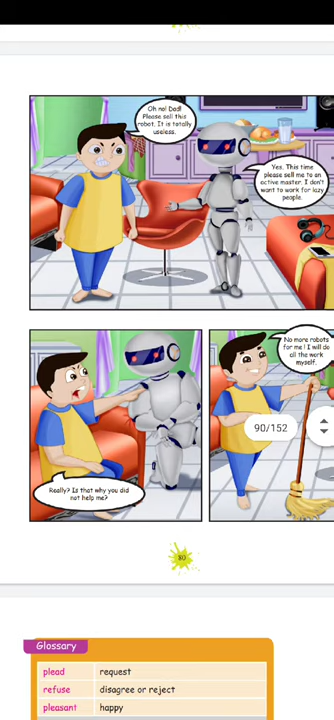 Oh no! Dad!
Please sell this
robot. It is totally
useless.
Yes. This time
please sell me to an
active master. I don't
want to work for lazy
people.
Really? Is that why you did
not help me?
No more robots
for me! I will do
all the work
myself.
90/152
80
Glossary
plead request
refuse disagree or reject
pleasant happy